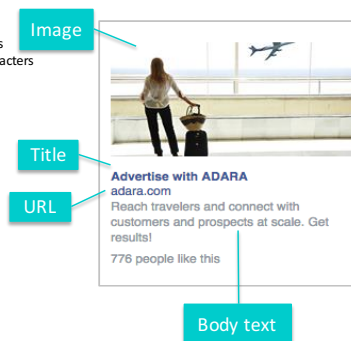 Image
s
acters
Title
Advertise with ADARA
URL
adara.com
Reach travelers and connect with
customers and prospects at scale. Get
results!
776 people like this
Body text